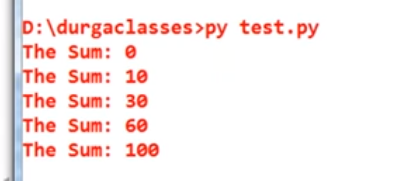 D:\durgaclasses>py test.py
The Sum: 0
The Sum: 10
The Sum: 30
The Sum: 60
The Sum: 100